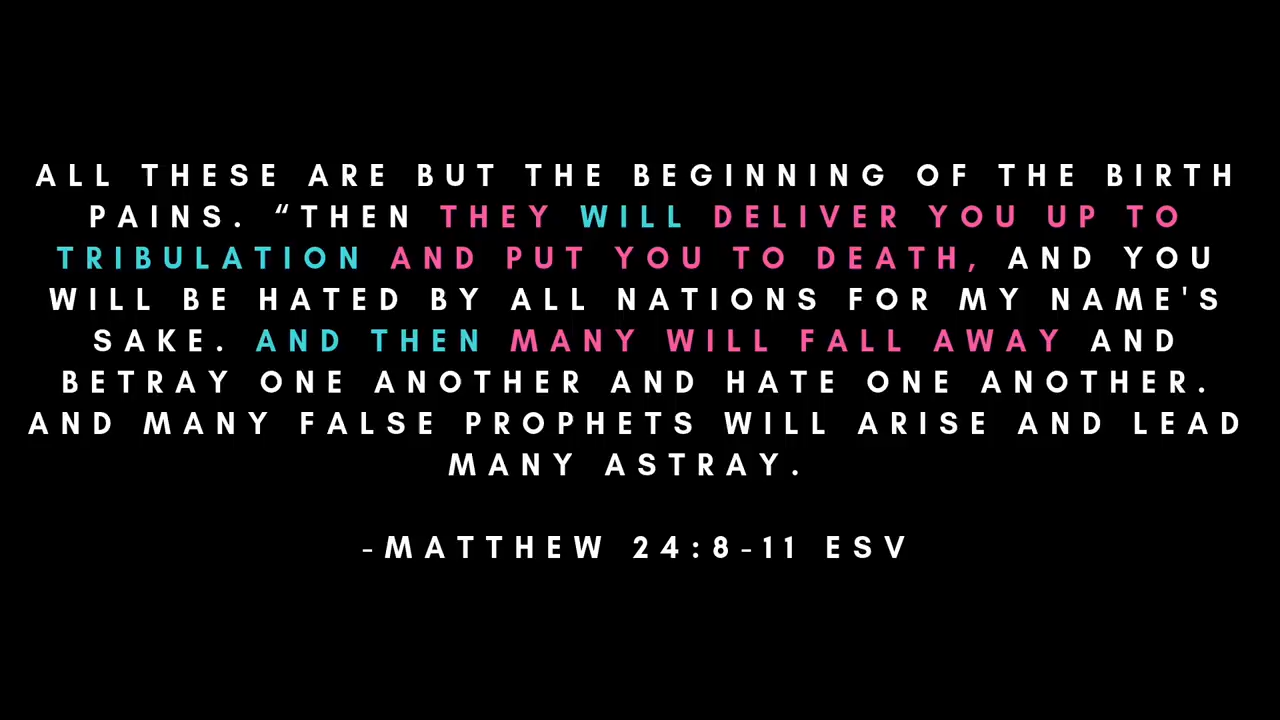 ALL THESE ARE BUT THE BEGINNING OF THE BIRTH
PAINS. “THEN THEY WILL DELIVER YOU UP TO
TRIBULATION AND PUT YOU TO DEATH, AND YOU
WILL BE HATED BY ALL NATIONS FOR MY NAME'S
SAKE. AND THEN MANY WILL FALL AWAY AND
BETRAY ONE ANOTHER AND HATE ONE ANOTHER.
AND MANY FALSE PROPHETS WILL ARISE AND LEAD
MANY ASTRAY.
-MATTHEW 24:8-11 ESV